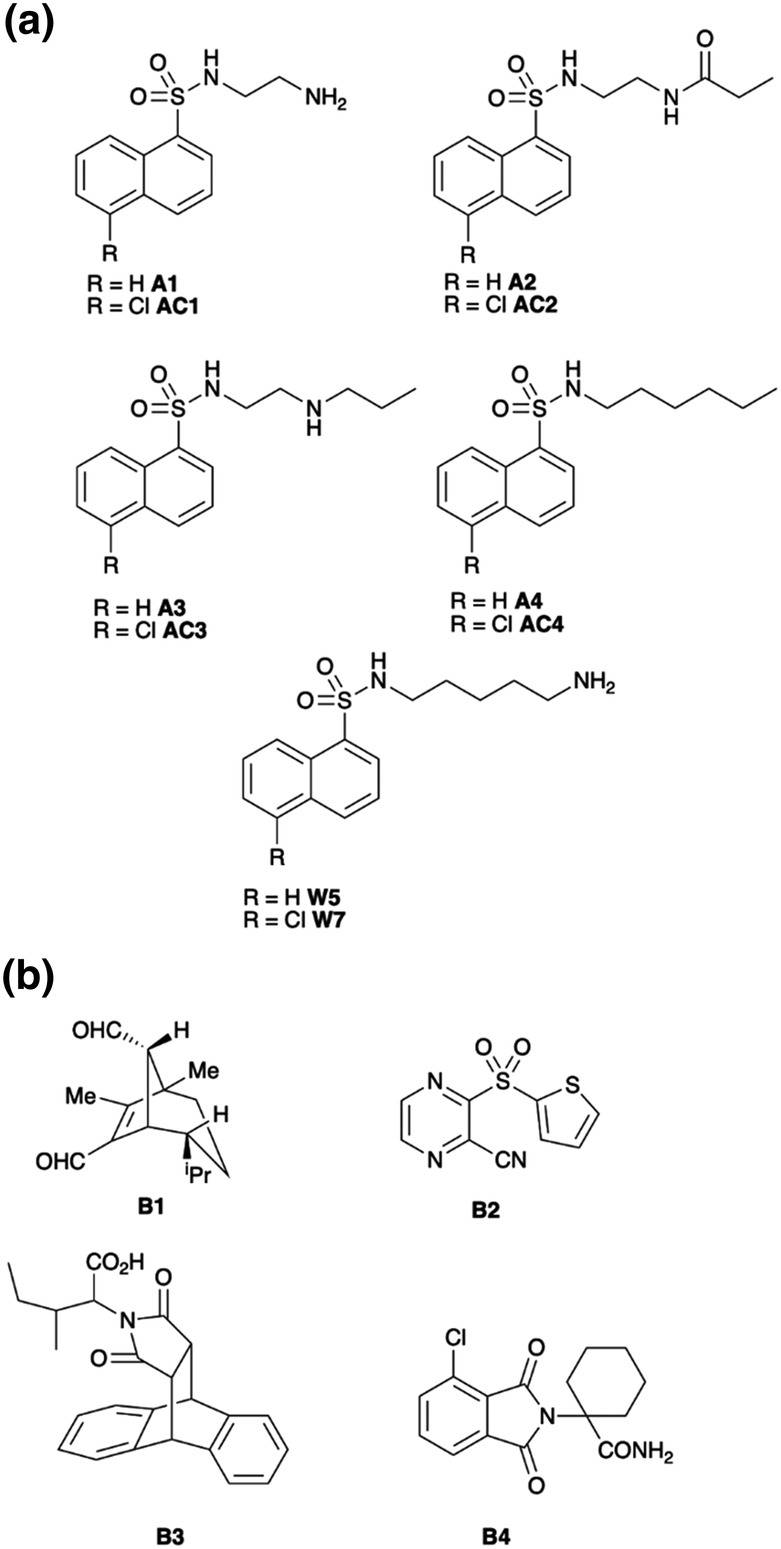 (a)
O
O=S
H
N
NH2
R
R = H A1
R = Cl AC1
O
O=S
H
N
N
H
O
R
R = H A2
R = Cl AC2
O
O=S
H
N
N
H
R
R = H A3
R = Cl AC3
O
O=S
H
N
R
R = H A4
R = Cl AC4
O
O=S
H
N
NH2
R
R = H W5
R = Cl W7
(b)
OHC
H
Me
Me
H
OHC
iPr
B1
O O
N
S
S
N
CN
B2
CO2H
O
N
O
B3
Cl
O
N
CONH2
O
B4